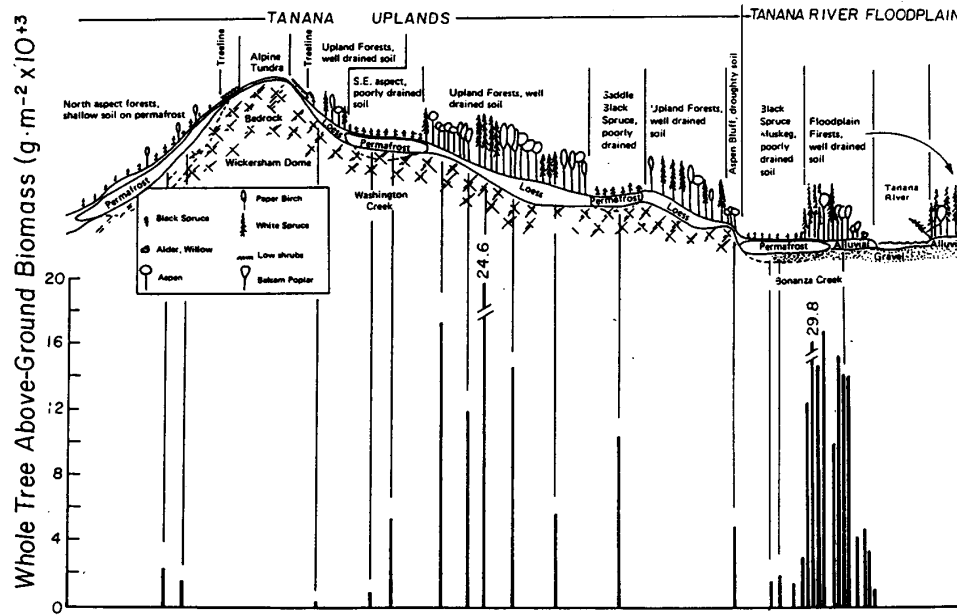 TANANA UPLANDS
TANANA RIVER FLOODPLAIN
Treeline
Alpine
Tundra
Treeline
Upland Forests,
well drained soil
S.E. aspect,
poorly drained
soil
North aspect forests,
shallow soil on permafrost
Upland Forests, well
drained soil
Saddle
Black
Spruce,
poorly
drained
Upland Forests,
well drained
soil
Aspen Bluff, droughty soil
Black
Spruce
Muskeg,
poorly
drained
soil
Floodplain
Firests,
well drained
soil
Tanana
River
Bedrock
Wickersham Dome
Permafrost
Loess
Permafrost
Washington
Creek
Loess
Permafrost
Loess
Permafrost
Alluvial
Gravel
Alluvial
Bonanza Creek
Black Spruce
Alder, Willow
Aspen
Paper Birch
White Spruce
Low shrubs
Balsam Poplar
Whole Tree Above-Ground Biomass (g·m⁻² x10⁺³)
20
16
12
8
4
0
24.6
29.8